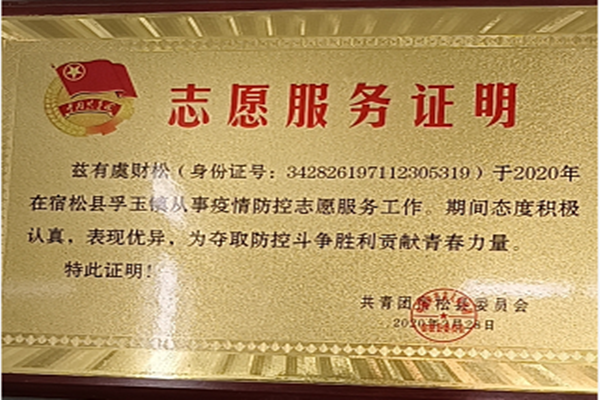 志愿服务证明
兹有虞财松（身份证号：342826197112305319）于2020年
在宿松县孚玉镇从事疫情防控志愿服务工作。期间态度积极
认真，表现优异，为夺取防控斗争胜利贡献青春力量。
特此证明！
共青团宿松县委员会